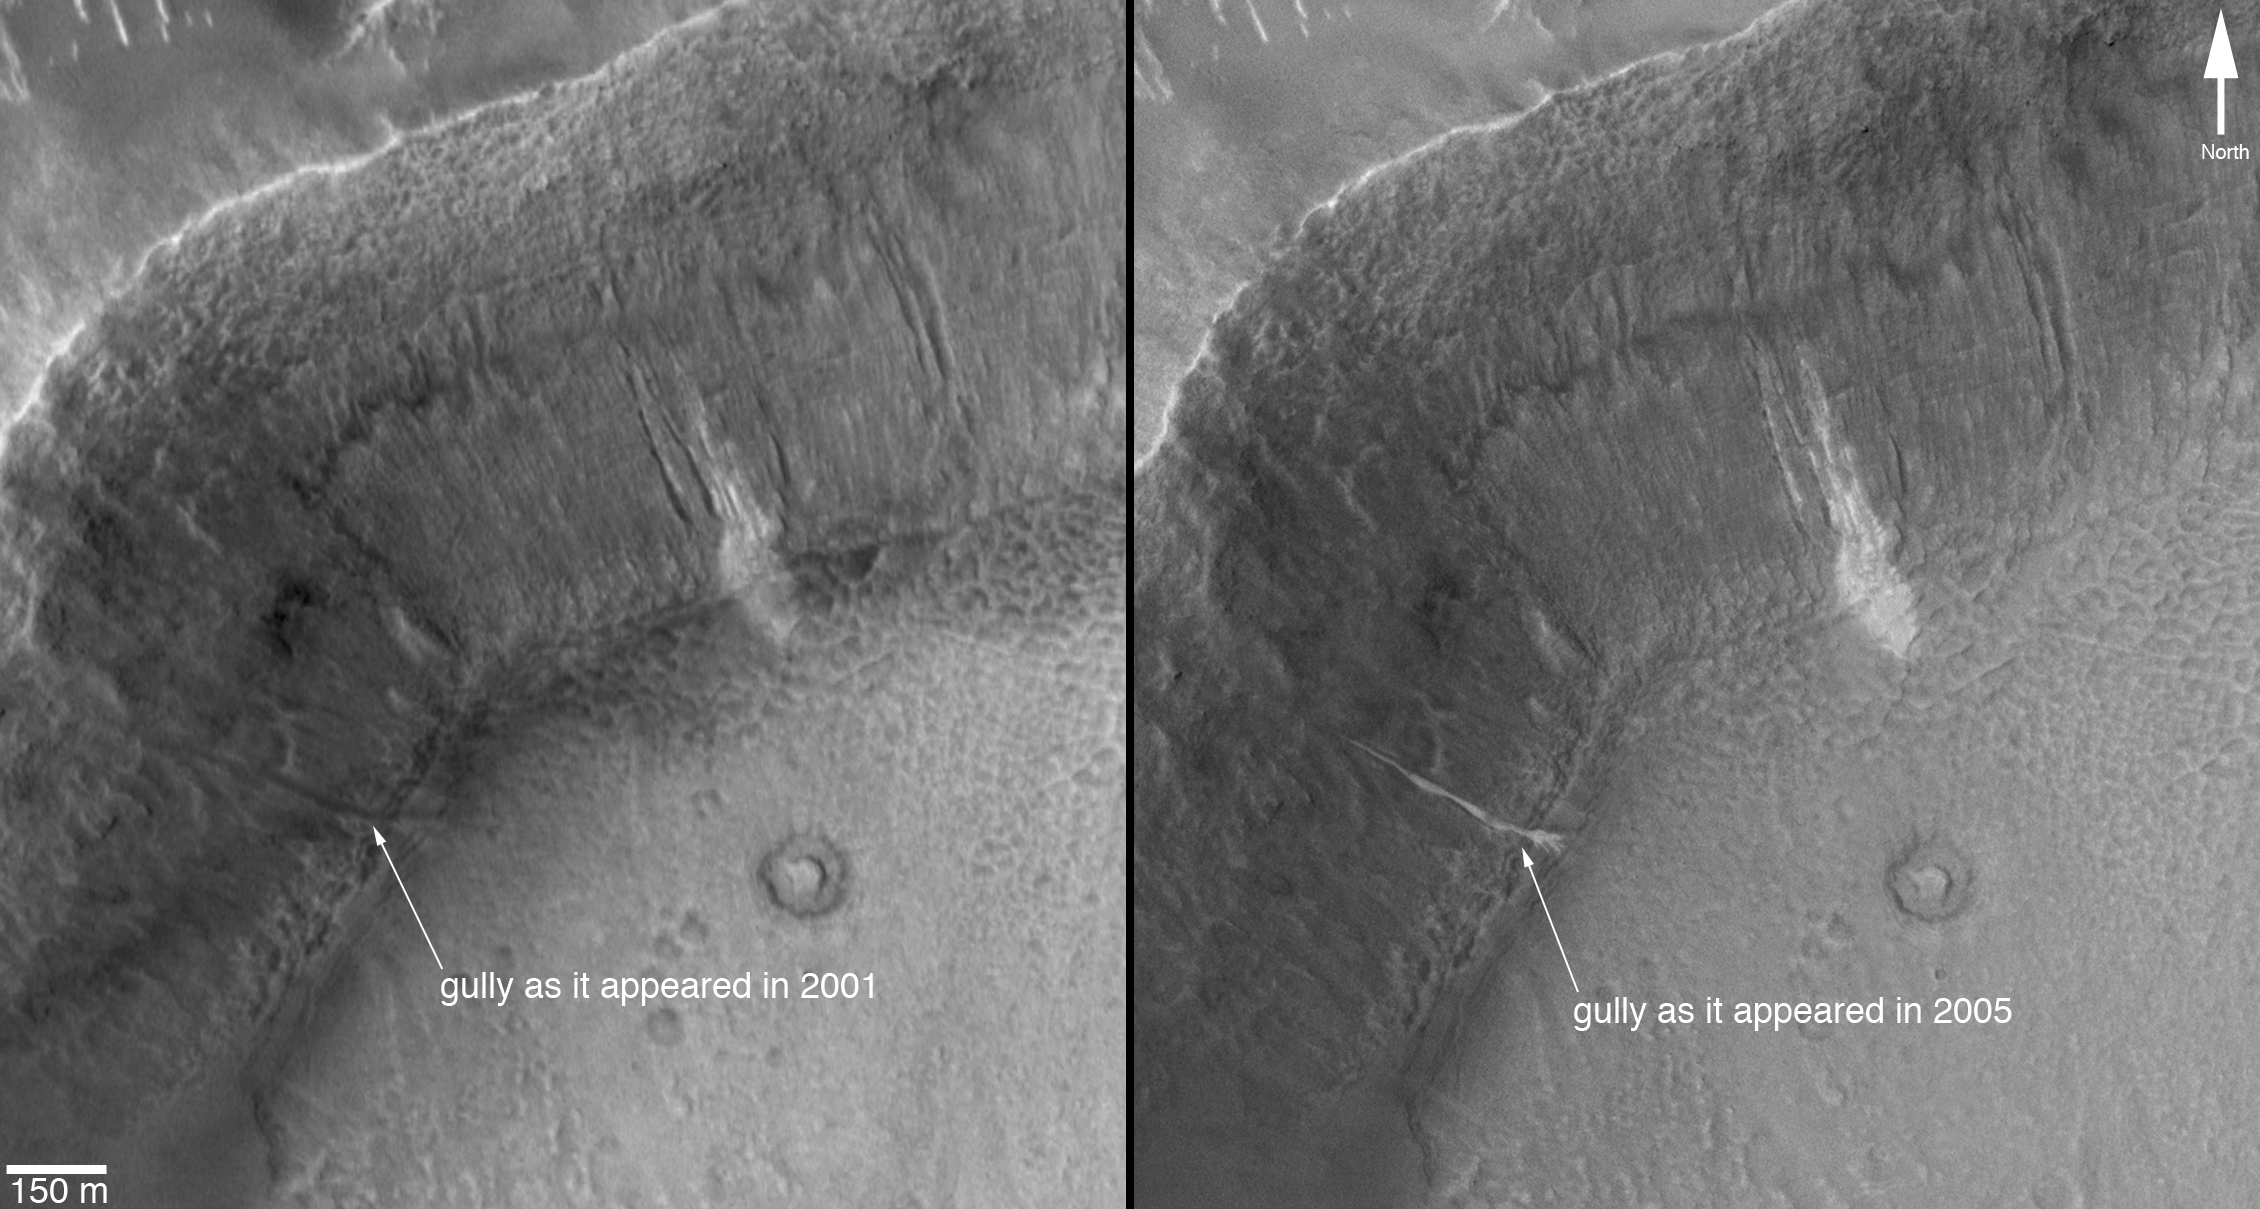 North
gully as it appeared in 2001
gully as it appeared in 2005
150 m